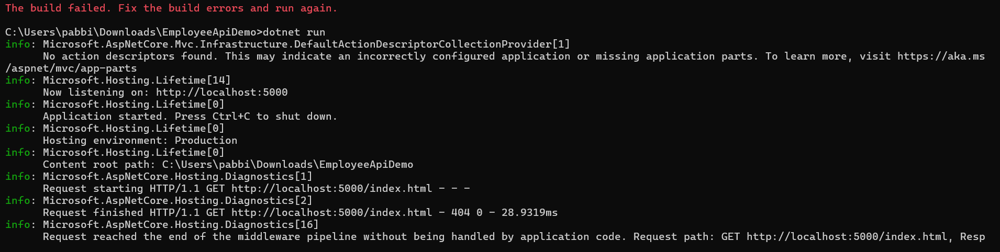 The build failed. Fix the build errors and run again.
C:\Users\pabbi\Downloads\EmployeeApiDemo>dotnet run
info: Microsoft.AspNetCore.Mvc.Infrastructure.DefaultActionDescriptorCollectionProvider[1]
No action descriptors found. This may indicate an incorrectly configured application or missing application parts. To learn more, visit https://aka.ms
/aspnet/mvc/app-parts
info: Microsoft.Hosting.Lifetime[14]
Now listening on: http://localhost:5000
info: Microsoft.Hosting.Lifetime[0]
Application started. Press Ctrl+C to shut down.
info: Microsoft.Hosting.Lifetime[0]
Hosting environment: Production
info: Microsoft.Hosting.Lifetime[0]
Content root path: C:\Users\pabbi\Downloads\EmployeeApiDemo
info: Microsoft.AspNetCore.Hosting.Diagnostics[1]
Request starting HTTP/1.1 GET http://localhost:5000/index.html - - -
info: Microsoft.AspNetCore.Hosting.Diagnostics[2]
Request finished HTTP/1.1 GET http://localhost:5000/index.html - 404 0 - 28.9319ms
info: Microsoft.AspNetCore.Hosting.Diagnostics[16]
Request reached the end of the middleware pipeline without being handled by application code. Request path: GET http://localhost:5000/index.html, Resp